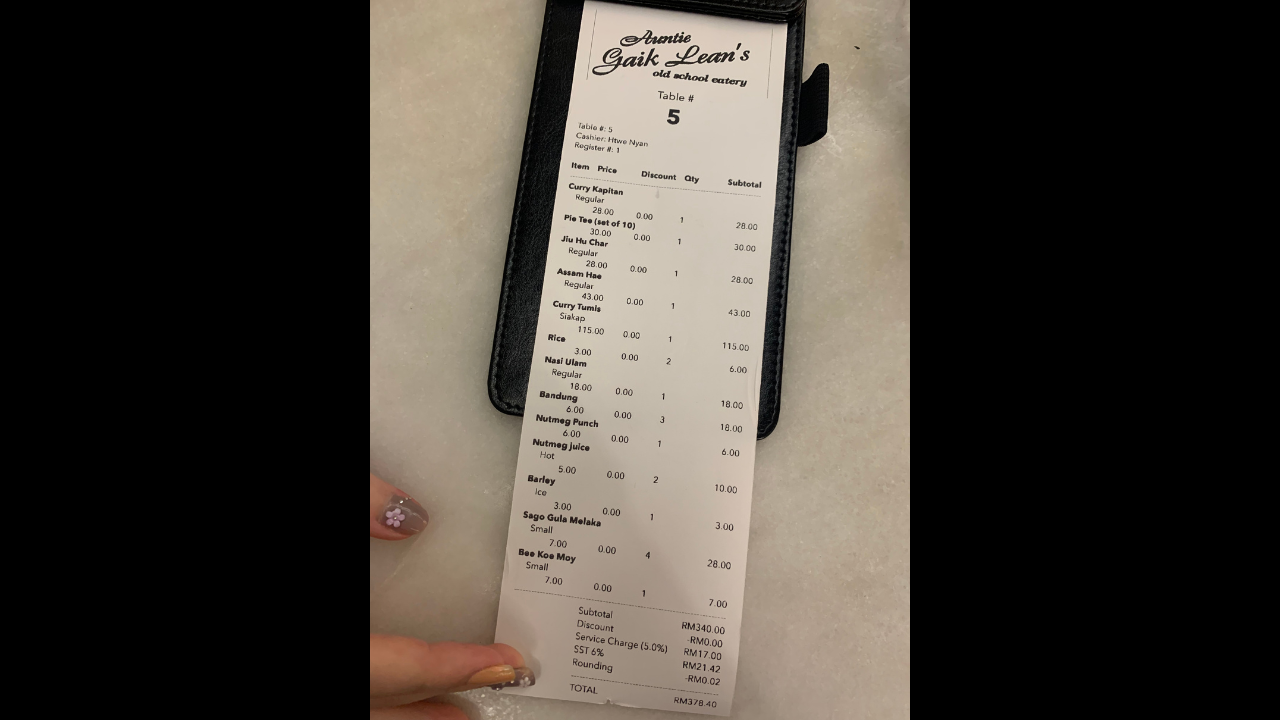 Auntie
Gaik Lean's
old school eatery
Table #
5
Table #: 5
Cashier: Htwe Nyan
Register #: 1
Item Price Discount Qty Subtotal
Curry Kapitan
Regular
28.00 0.00 1 28.00
Pie Tee (set of 10)
30.00 0.00 1 30.00
Jiu Hu Char
Regular
28.00 0.00 1 28.00
Assam Hae
Regular
43.00 0.00 1 43.00
Curry Tumis
Siakap
115.00 0.00 1 115.00
Rice
3.00 0.00 2 6.00
Nasi Ulam
Regular
18.00 0.00 1 18.00
Bandung
6.00 0.00 3 18.00
Nutmeg Punch
6.00 0.00 1 6.00
Nutmeg juice
Hot
5.00 0.00 2 10.00
Barley
Ice
3.00 0.00 1 3.00
Sago Gula Melaka
Small
7.00 0.00 4 28.00
Bee Koe Moy
Small
7.00 0.00 1 7.00
Subtotal RM340.00
Discount -RM0.00
Service Charge (5.0%) RM17.00
SST 6% RM21.42
Rounding -RM0.02
TOTAL RM378.40